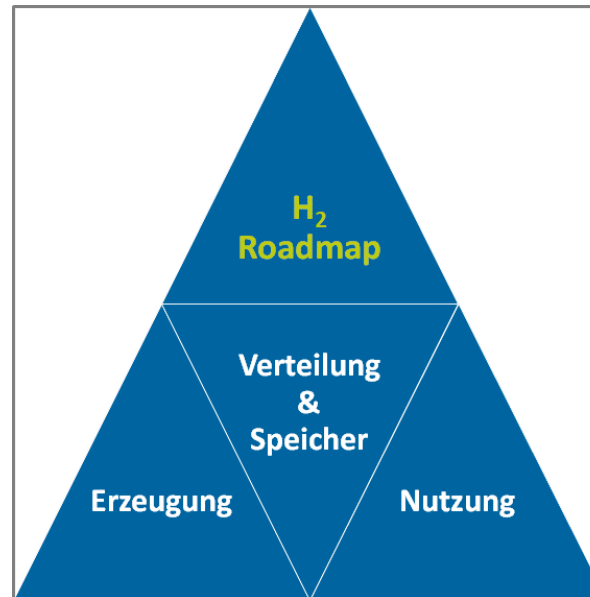 H₂
Roadmap
Verteilung
&
Speicher
Erzeugung
Nutzung